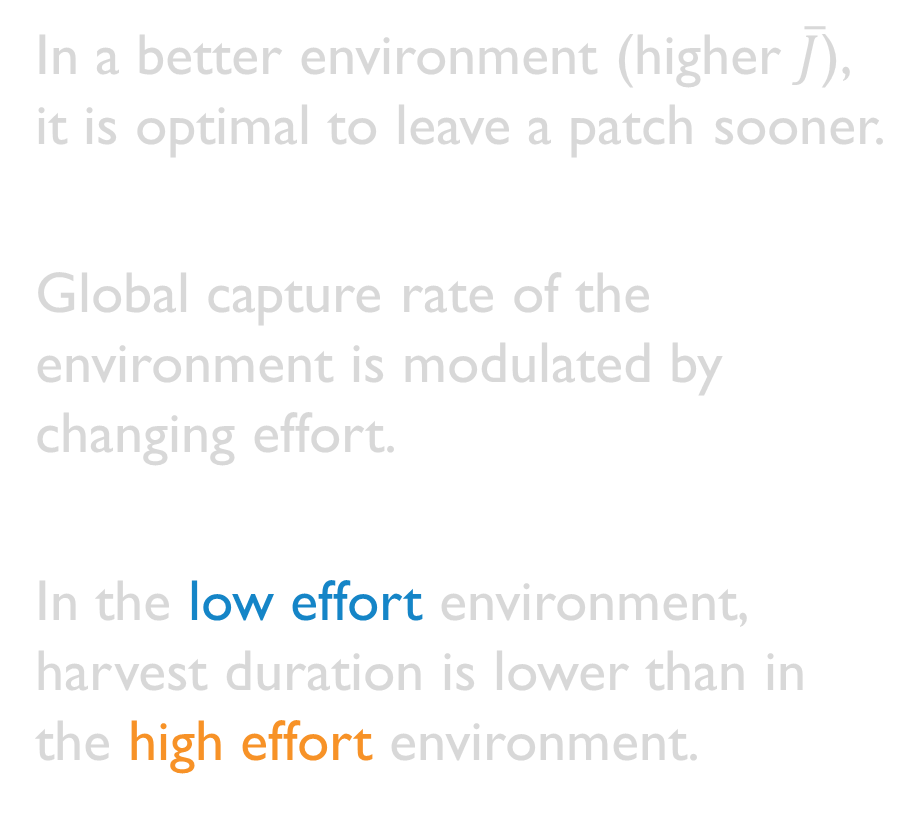 In a better environment (higher J̄),
it is optimal to leave a patch sooner.
Global capture rate of the
environment is modulated by
changing effort.
In the low effort environment,
harvest duration is lower than in
the high effort environment.